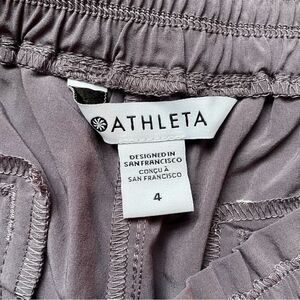 ATHLETA
DESIGNED IN
SAN FRANCISCO
CONÇU À
SAN FRANCISCO
4